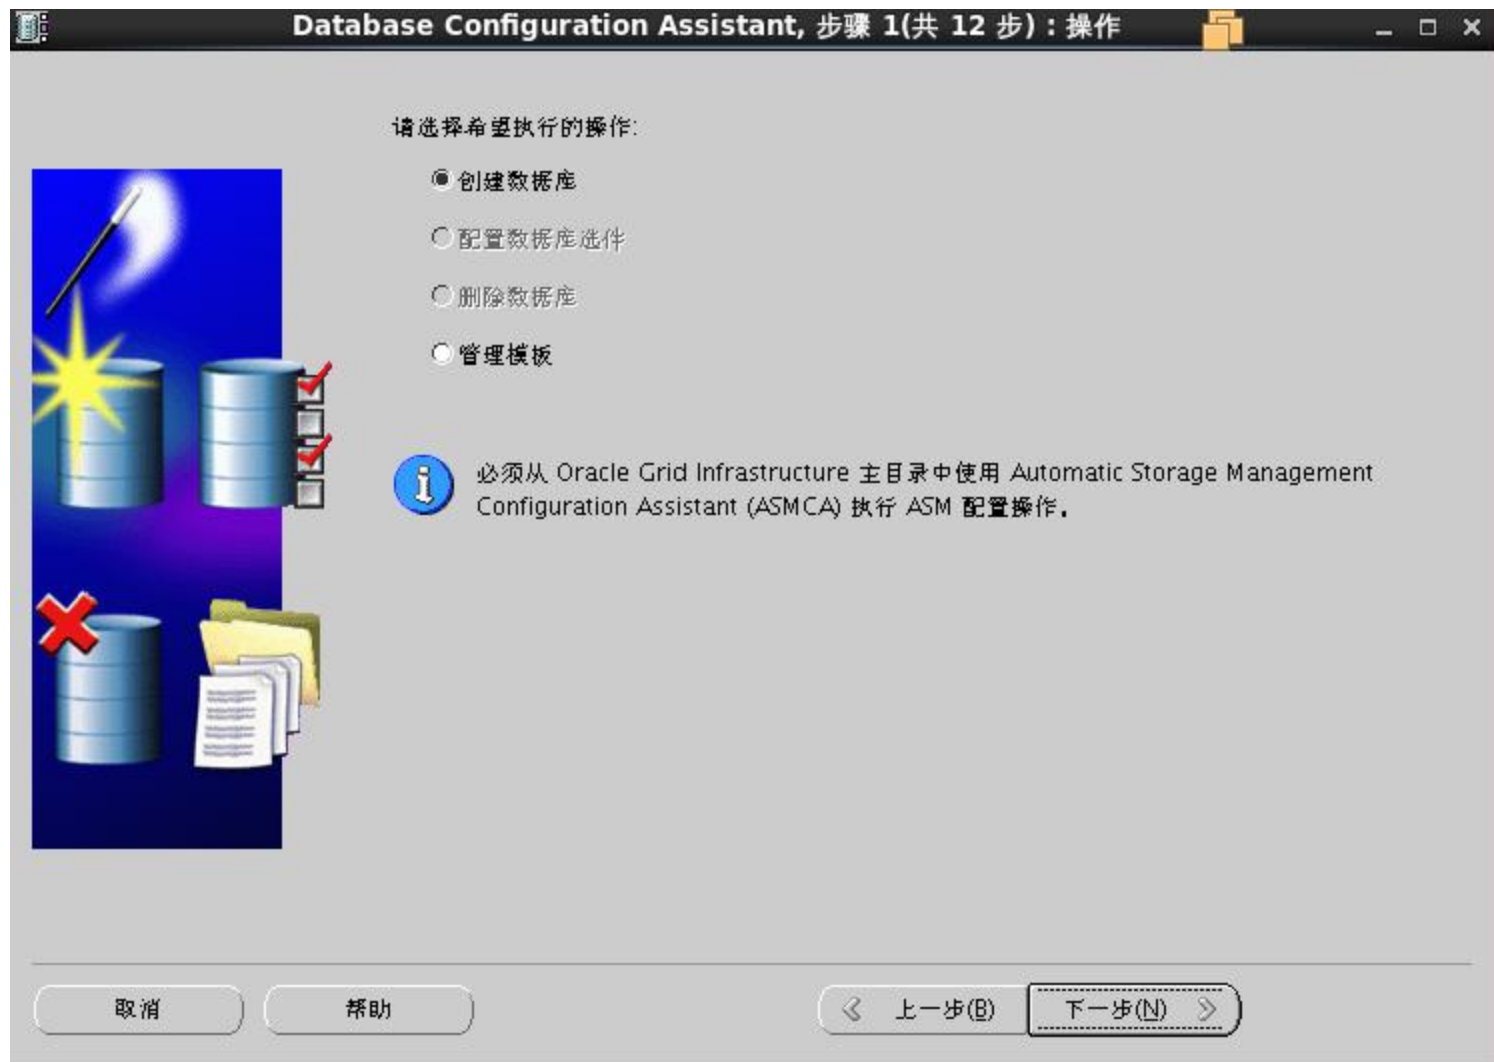 Database Configuration Assistant, 步骤 1(共 12 步) : 操作
请选择希望执行的操作:
创建数据库
配置数据库选件
删除数据库
管理模板
必须从 Oracle Grid Infrastructure 主目录中使用 Automatic Storage Management
Configuration Assistant (ASMCA) 执行 ASM 配置操作。
取消
帮助
上一步(B)
下一步(N)